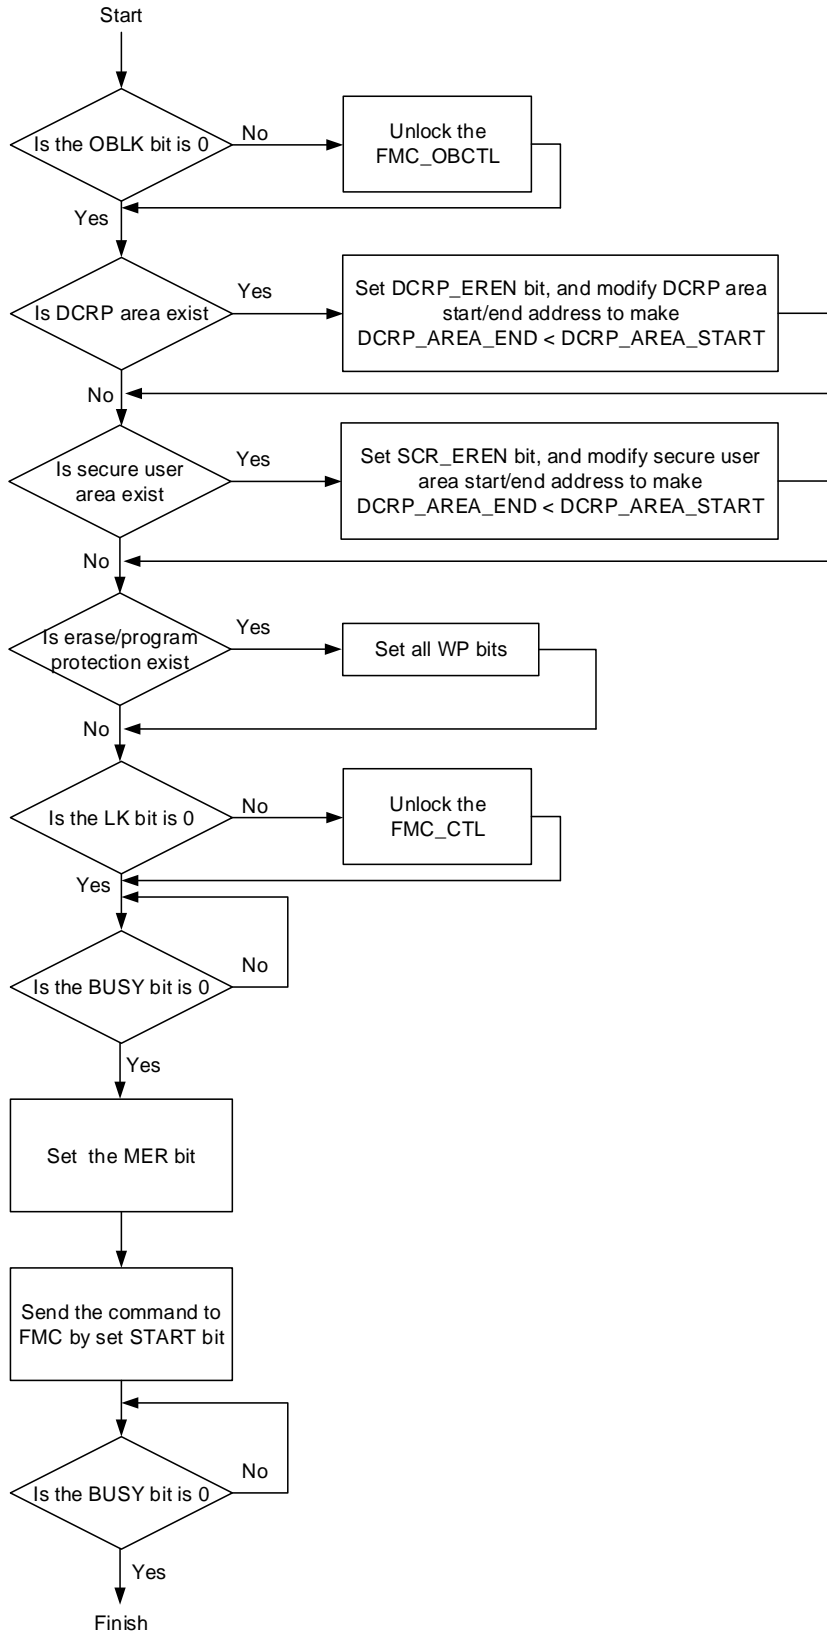 Start
Is the OBLK bit is 0
No
Unlock the
FMC_OBCTL
Yes
Is DCRP area exist
Yes
Set DCRP_EREN bit, and modify DCRP area
start/end address to make
DCRP_AREA_END < DCRP_AREA_START
No
Is secure user
area exist
Yes
Set SCR_EREN bit, and modify secure user
area start/end address to make
DCRP_AREA_END < DCRP_AREA_START
No
Is erase/program
protection exist
Yes
Set all WP bits
No
Is the LK bit is 0
No
Unlock the
FMC_CTL
Yes
Is the BUSY bit is 0
No
Yes
Set the MER bit
Send the command to
FMC by set START bit
Is the BUSY bit is 0
No
Yes
Finish